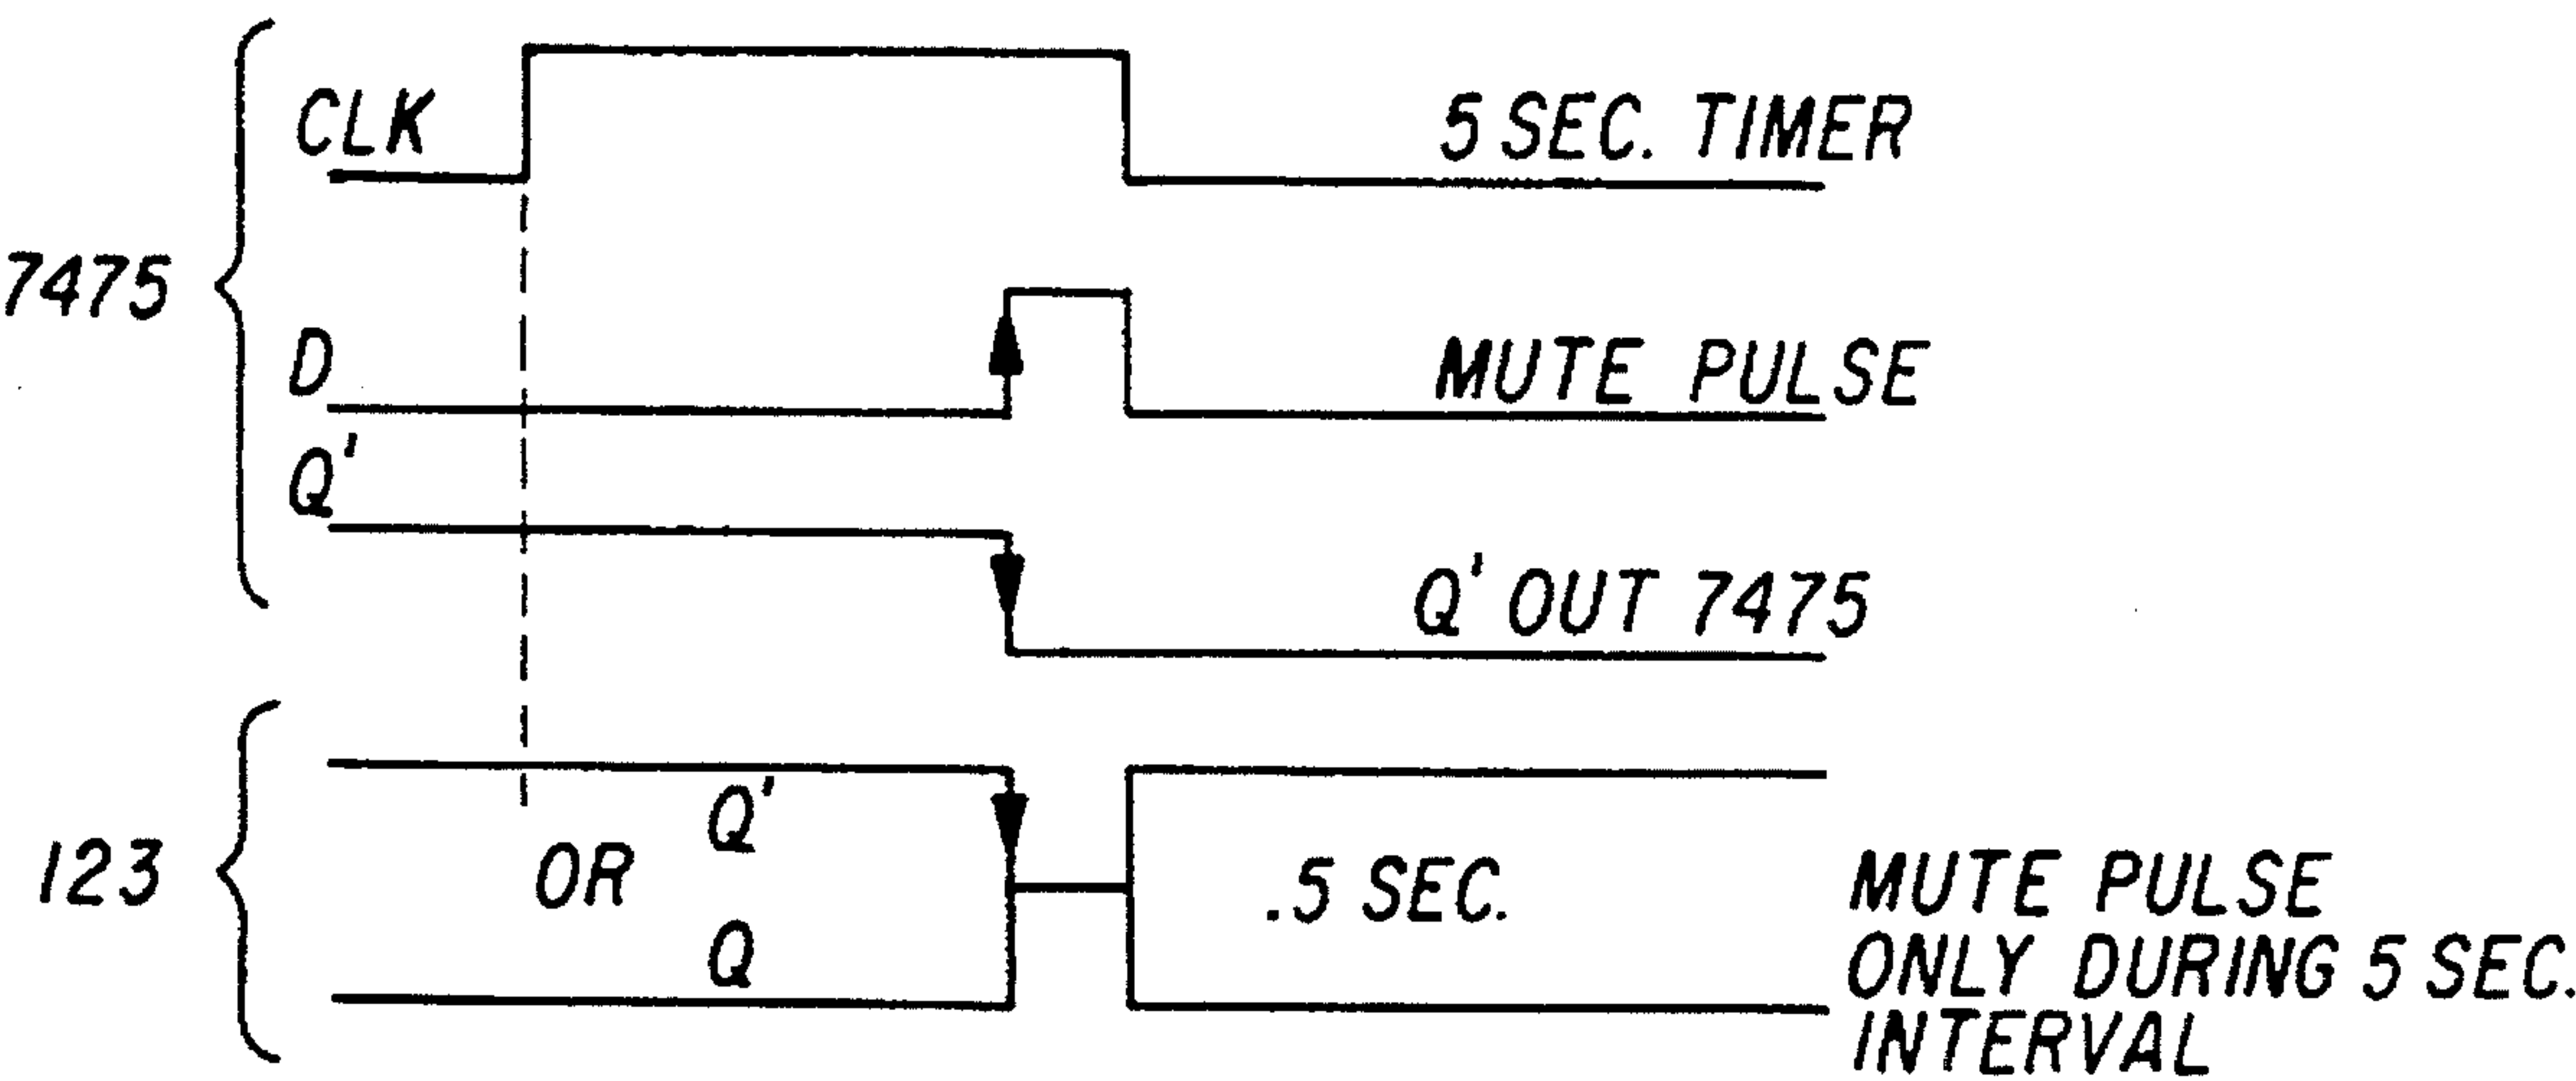 CLK
5 SEC. TIMER
7475
D
MUTE PULSE
Q'
Q' OUT 7475
123
Q'
OR
Q
.5 SEC.
MUTE PULSE
ONLY DURING 5 SEC.
INTERVAL